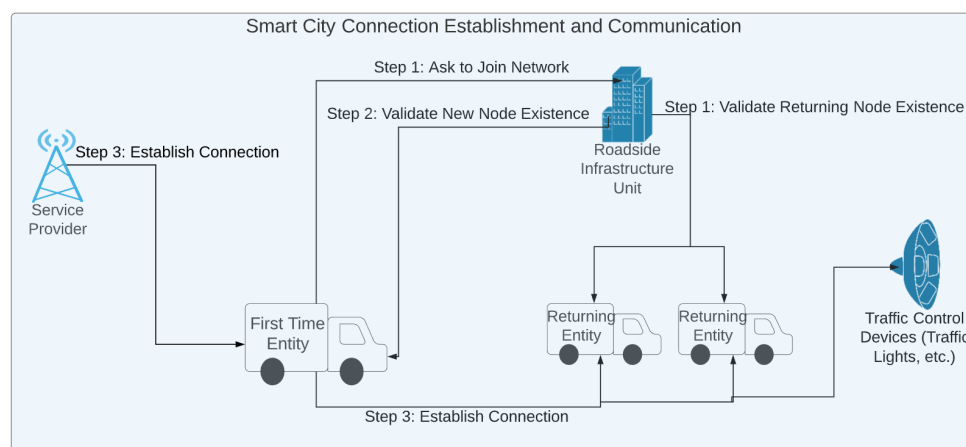 Smart City Connection Establishment and Communication
Step 1: Ask to Join Network
Step 2: Validate New Node Existence
Step 1: Validate Returning Node Existence
Step 3: Establish Connection
Roadside
Infrastructure
Unit
Service
Provider
First Time
Entity
Returning
Entity
Returning
Entity
Traffic Control
Devices (Traffic
Lights, etc.)
Step 3: Establish Connection